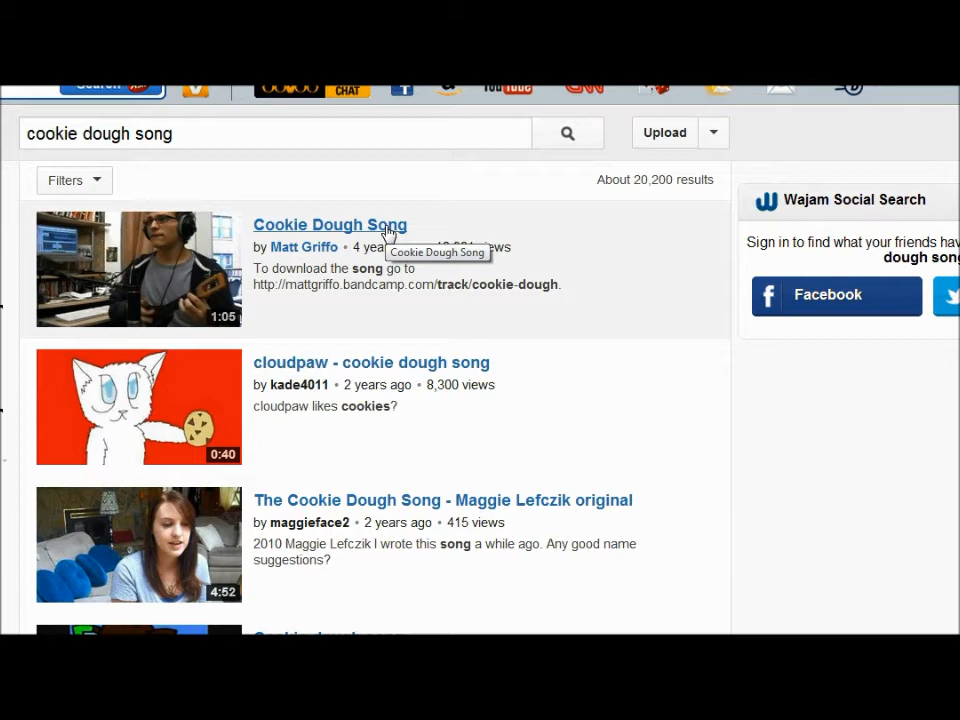 Search
CHAT
YouTube
CNN
cookie dough song
Upload
Filters
About 20,200 results
Wajam Social Search
Cookie Dough Song
by Matt Griffo • 4
views
Cookie Dough Song
To download the song go to
http://mattgriffo.bandcamp.com/track/cookie-dough.
1:05
Sign in to find what your friends
dough
Facebook
cloudpaw - cookie dough song
by kade4011 • 2 years ago • 8,300 views
cloudpaw likes cookies?
0:40
The Cookie Dough Song - Maggie Lefczik original
by maggieface2 • 2 years ago • 415 views
2010 Maggie Lefczik I wrote this song a while ago. Any good name
suggestions?
4:52